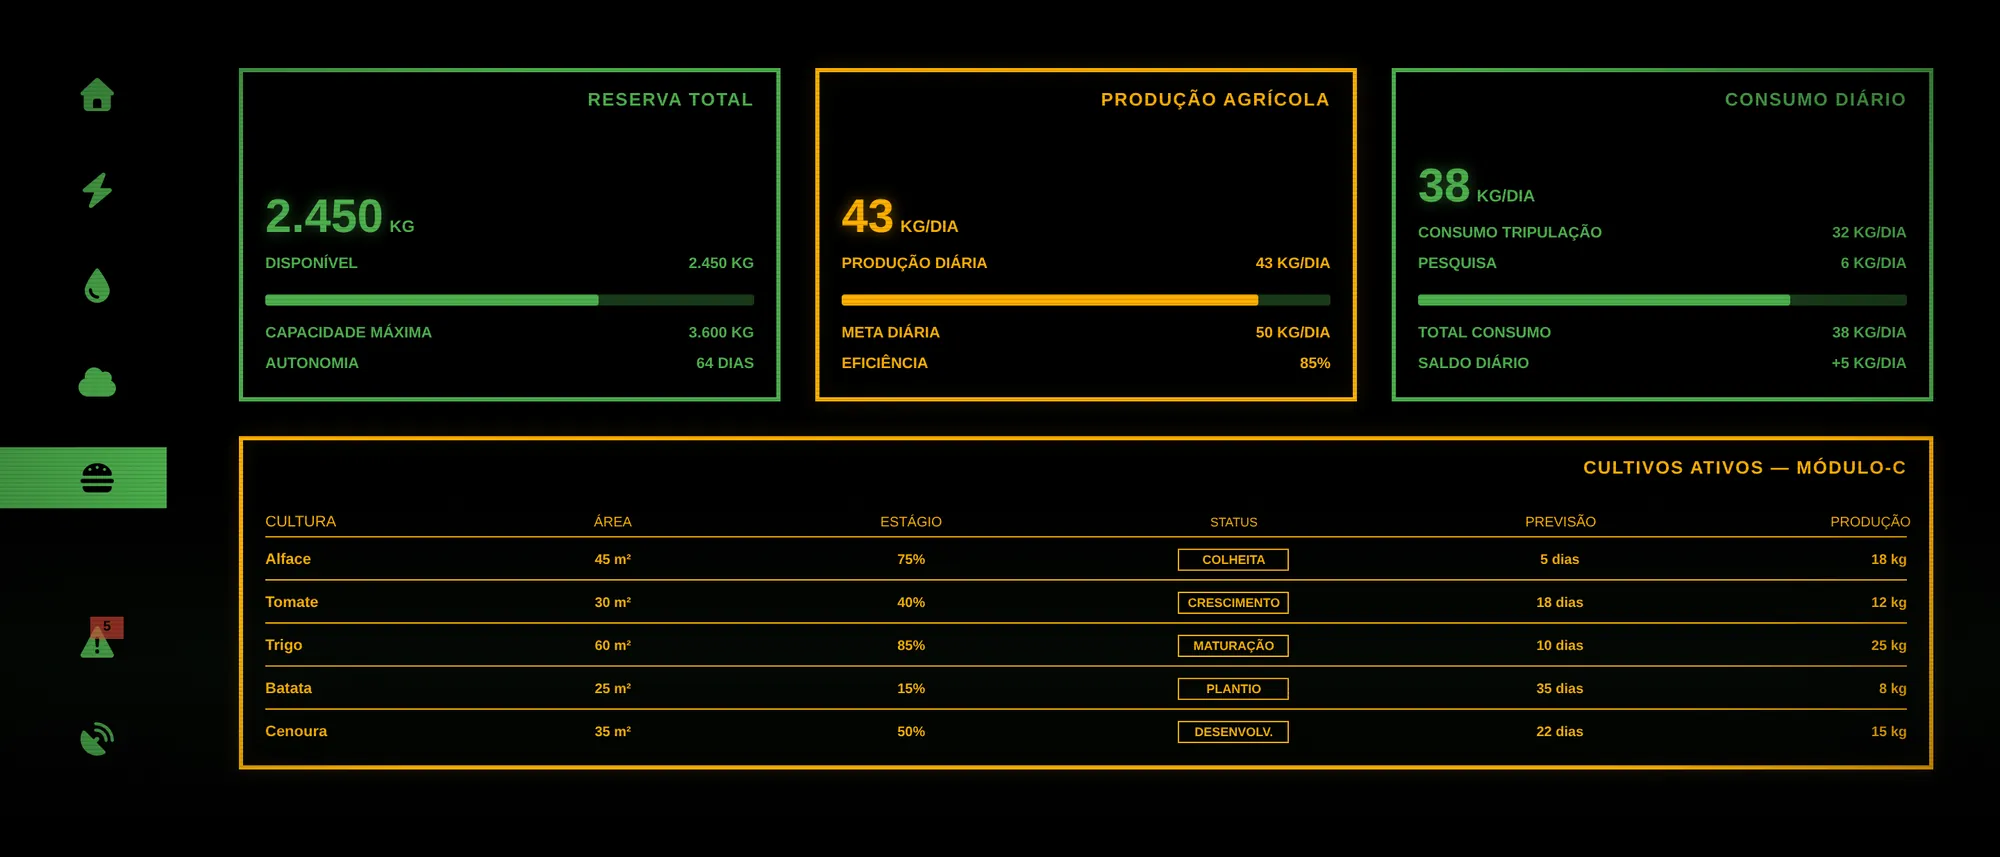 RESERVA TOTAL
2.450 KG
DISPONÍVEL 2.450 KG
CAPACIDADE MÁXIMA 3.600 KG
AUTONOMIA 64 DIAS
PRODUÇÃO AGRÍCOLA
43 KG/DIA
PRODUÇÃO DIÁRIA 43 KG/DIA
META DIÁRIA 50 KG/DIA
EFICIÊNCIA 85%
CONSUMO DIÁRIO
38 KG/DIA
CONSUMO TRIPULAÇÃO 32 KG/DIA
PESQUISA 6 KG/DIA
TOTAL CONSUMO 38 KG/DIA
SALDO DIÁRIO +5 KG/DIA
CULTIVOS ATIVOS — MÓDULO-C
CULTURA ÁREA ESTÁGIO STATUS PREVISÃO PRODUÇÃO
Alface 45 m² 75% COLHEITA 5 dias 18 kg
Tomate 30 m² 40% CRESCIMENTO 18 dias 12 kg
Trigo 60 m² 85% MATURAÇÃO 10 dias 25 kg
Batata 25 m² 15% PLANTIO 35 dias 8 kg
Cenoura 35 m² 50% DESENVOLV. 22 dias 15 kg
5